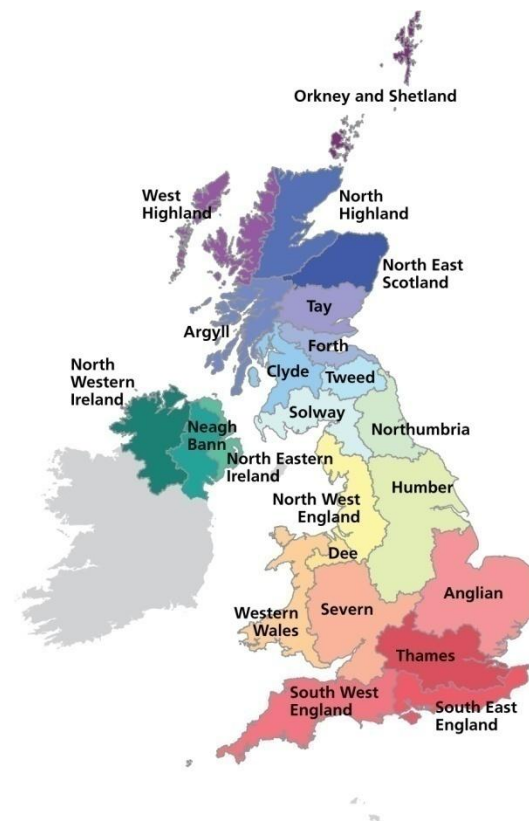 Orkney and Shetland
West
Highland
North
Highland
North East
Scotland
Tay
Argyll
Forth
Clyde
Tweed
North
Western
Ireland
Solway
Neagh
Bann
Northumbria
North Eastern
Ireland
Humber
North West
England
Dee
Anglian
Severn
Western
Wales
Thames
South West
England
South East
England